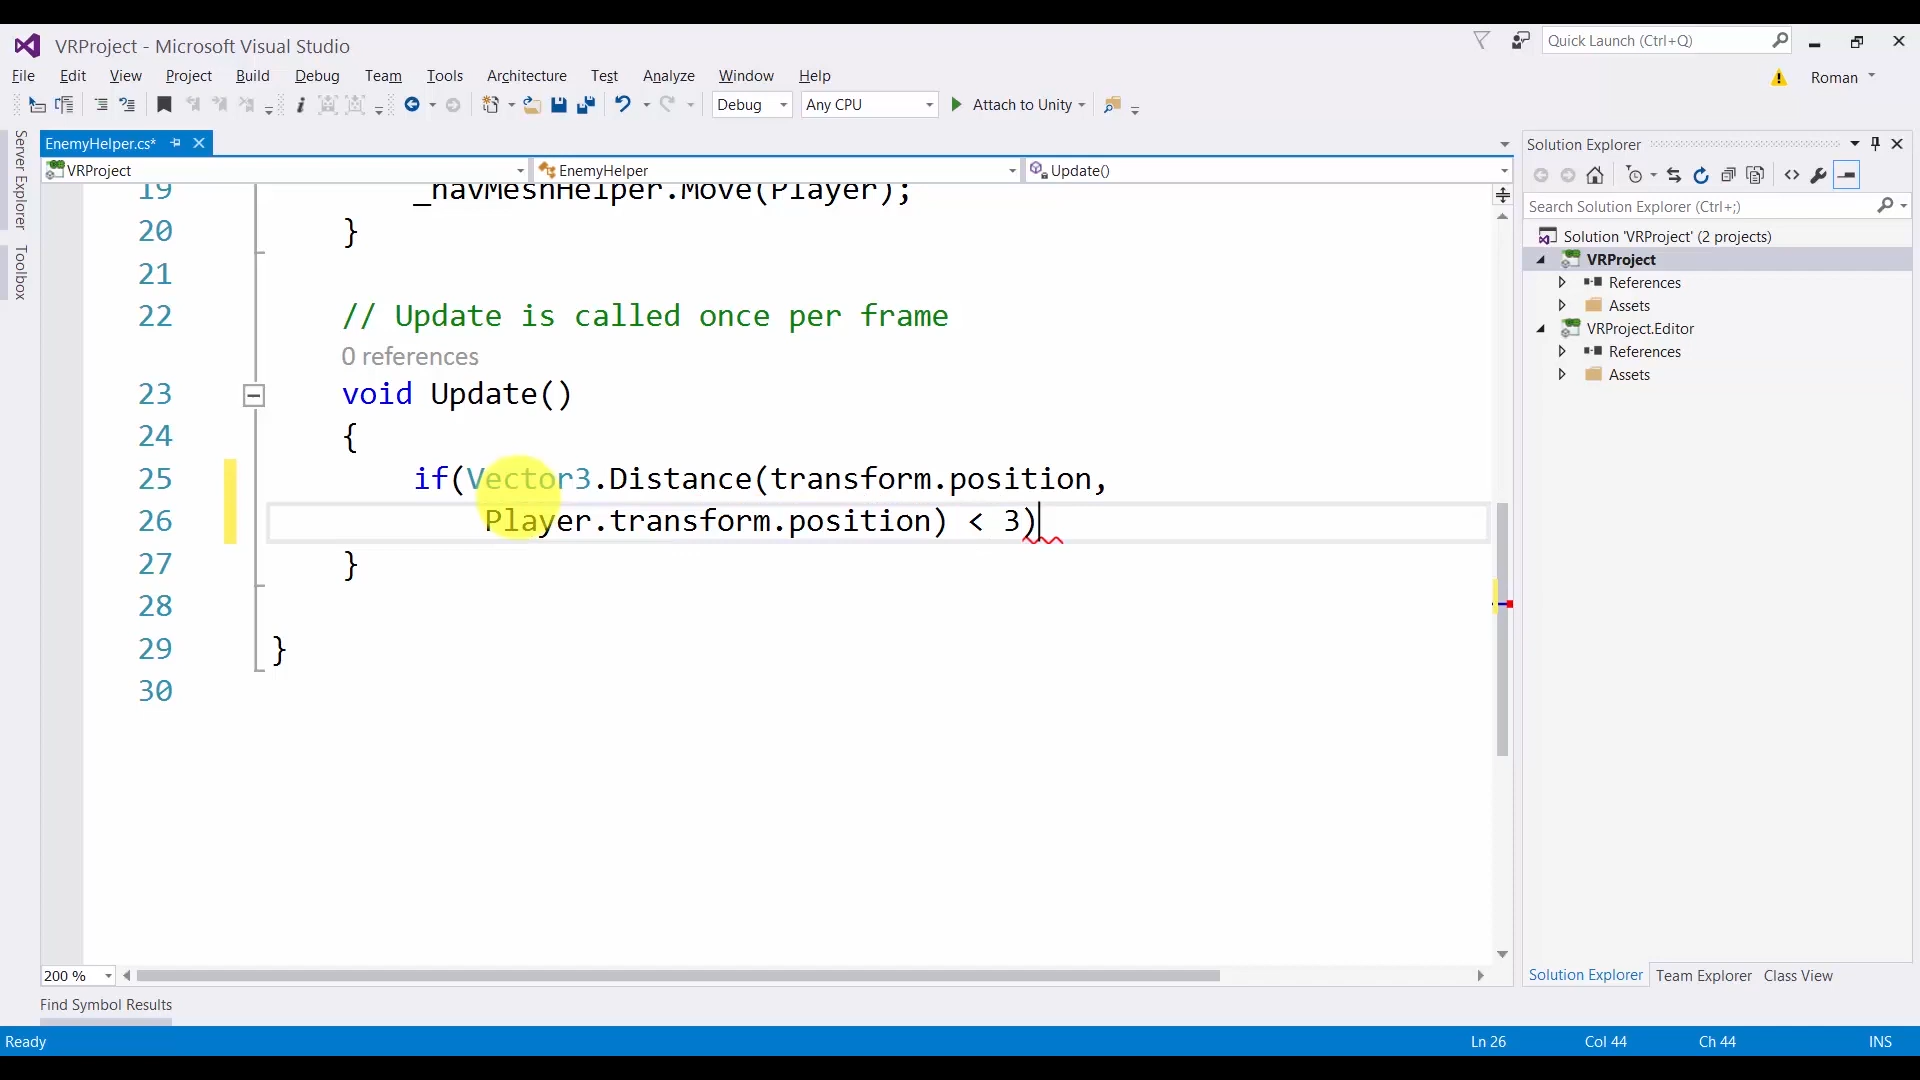 VRProject - Microsoft Visual Studio
Quick Launch (Ctrl+Q)
File Edit View Project Build Debug Team Tools Architecture Test Analyze Window Help
Roman
Debug Any CPU Attach to Unity
Server Explorer
Toolbox
EnemyHelper.cs*
VRProject EnemyHelper Update()
19 _navMeshHelper.Move(Player);
20 }
21
22 // Update is called once per frame
0 references
23 void Update()
24 {
25 if(Vector3.Distance(transform.position,
26 Player.transform.position) < 3)
27 }
28
29 }
30
200 %
Solution Explorer
Search Solution Explorer (Ctrl+;)
Solution 'VRProject' (2 projects)
VRProject
References
Assets
VRProject.Editor
References
Assets
Solution Explorer Team Explorer Class View
Find Symbol Results
Ready Ln 26 Col 44 Ch 44 INS